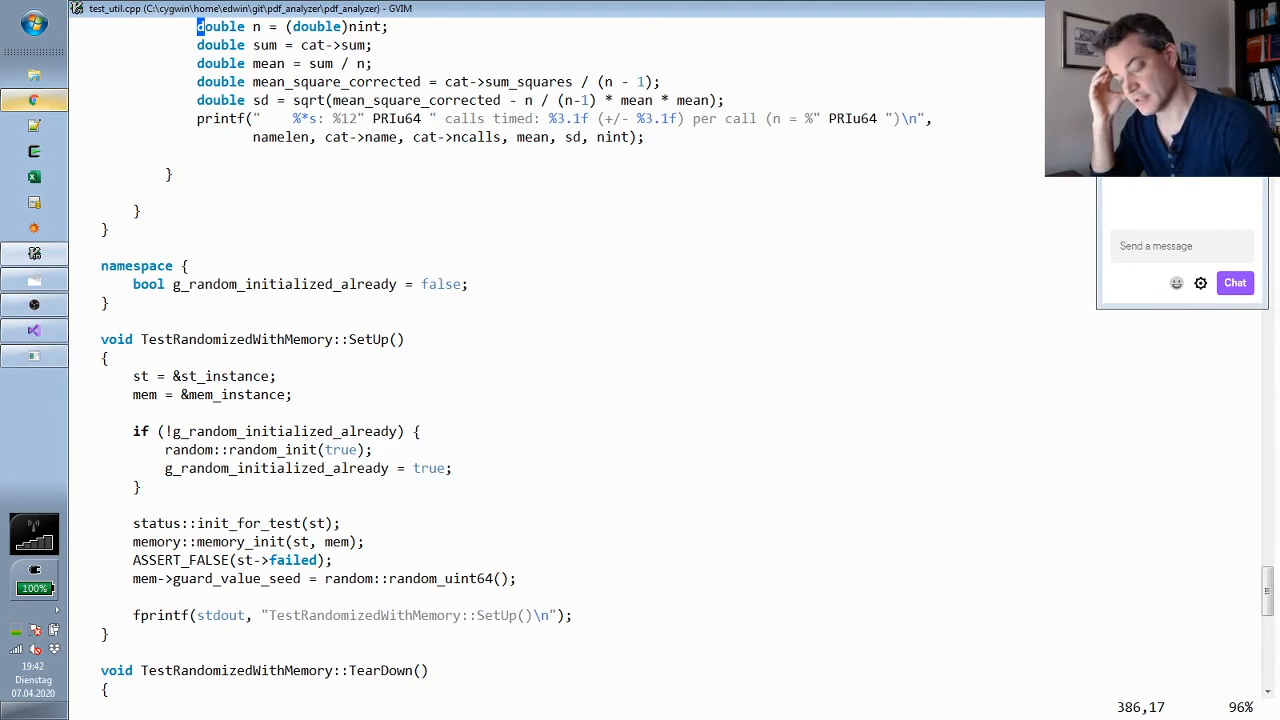 test_util.cpp (C:\cygwin\home\edwin\git\pdf_analyzer\pdf_analyzer) - GVIM
double n = (double)nint;
double sum = cat->sum;
double mean = sum / n;
double mean_square_corrected = cat->sum_squares / (n - 1);
double sd = sqrt(mean_square_corrected - n / (n-1) * mean * mean);
printf("    %*s: %12" PRIu64 " calls timed: %3.1f (+/- %3.1f) per call (n = %" PRIu64 ")\n",
namelen, cat->name, cat->ncalls, mean, sd, nint);
}
}
}
namespace {
bool g_random_initialized_already = false;
}
void TestRandomizedWithMemory::SetUp()
{
st = &st_instance;
mem = &mem_instance;
if (!g_random_initialized_already) {
random::random_init(true);
g_random_initialized_already = true;
}
status::init_for_test(st);
memory::memory_init(st, mem);
ASSERT_FALSE(st->failed);
mem->guard_value_seed = random::random_uint64();
fprintf(stdout, "TestRandomizedWithMemory::SetUp()\n");
}
void TestRandomizedWithMemory::TearDown()
{
386,17 96%
Send a message
Chat
100%
19:42
Dienstag
07.04.2020